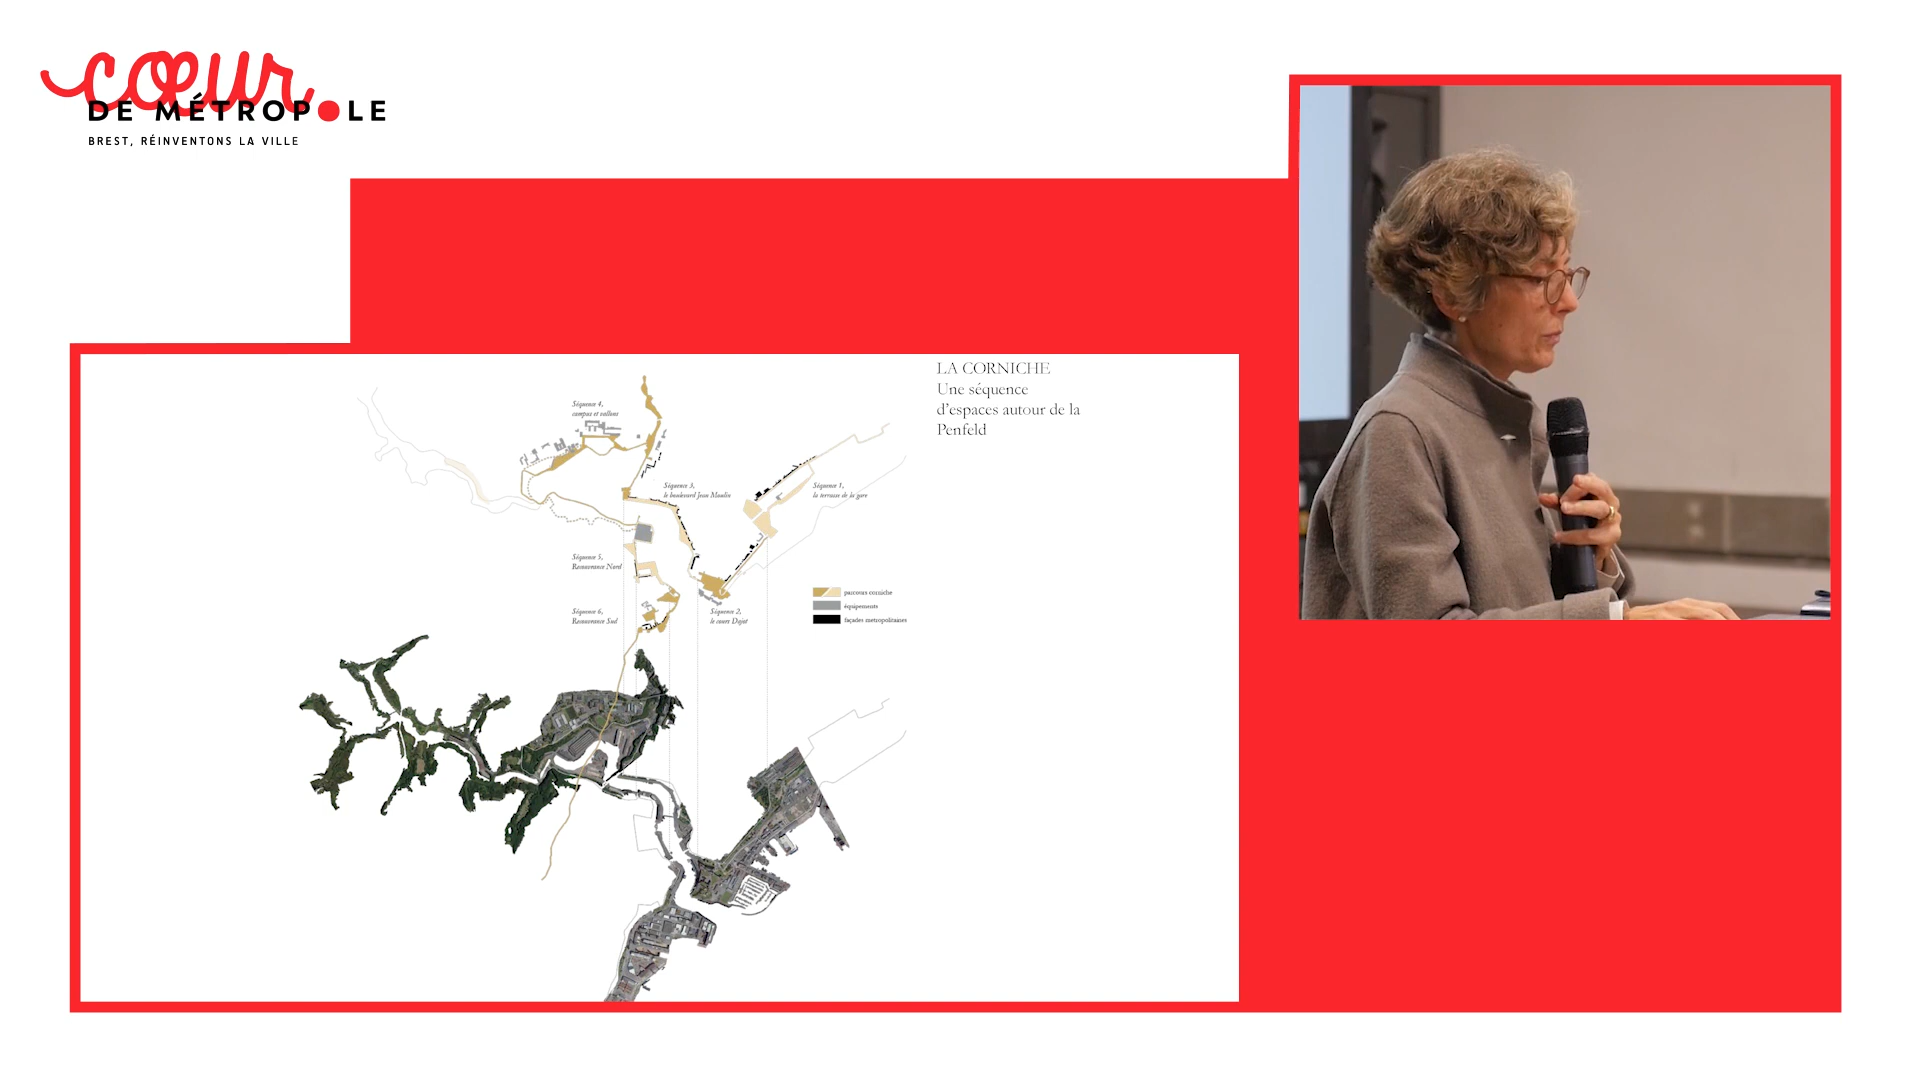 cœur
DE MÉTROPOLE
BREST, RÉINVENTONS LA VILLE
LA CORNICHE
Une séquence
d'espaces autour de la
Penfeld
Séquence 4,
campus et vallons
Séquence 3,
le boulevard Jean Moulin
Séquence 1,
la terrasse de la gare
Séquence 5,
Recouvrance Nord
Séquence 6,
Recouvrance Sud
Séquence 2,
le cours Dajot
parcours corniche
équipements
façades métropolitaines